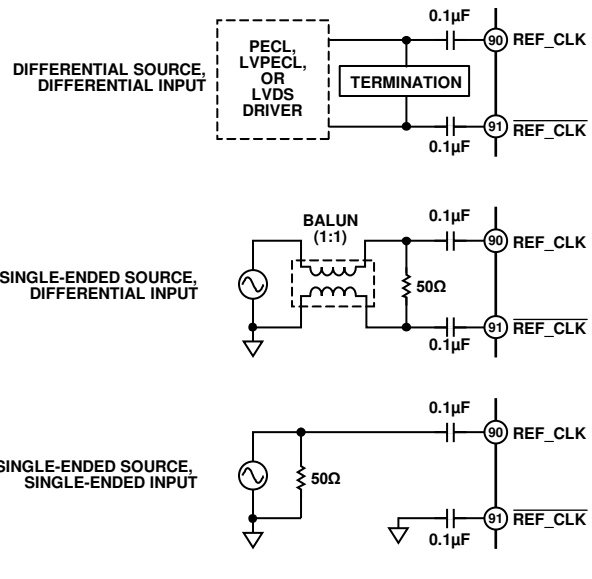 DIFFERENTIAL SOURCE,
DIFFERENTIAL INPUT
PECL,
LVPECL,
OR
LVDS
DRIVER
TERMINATION
0.1µF
90 REF_CLK
91 REF_CLK
0.1µF
SINGLE-ENDED SOURCE,
DIFFERENTIAL INPUT
BALUN
(1:1)
50Ω
0.1µF
90 REF_CLK
91 REF_CLK
0.1µF
SINGLE-ENDED SOURCE,
SINGLE-ENDED INPUT
50Ω
0.1µF
90 REF_CLK
91 REF_CLK
0.1µF